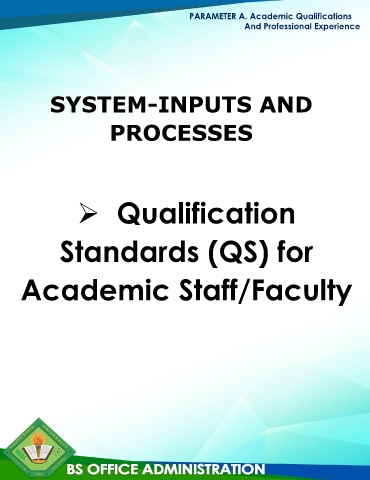 PARAMETER A. Academic Qualifications
And Professional Experience
SYSTEM-INPUTS AND
PROCESSES
➢ Qualification
Standards (QS) for
Academic Staff/Faculty
BS OFFICE ADMINISTRATION